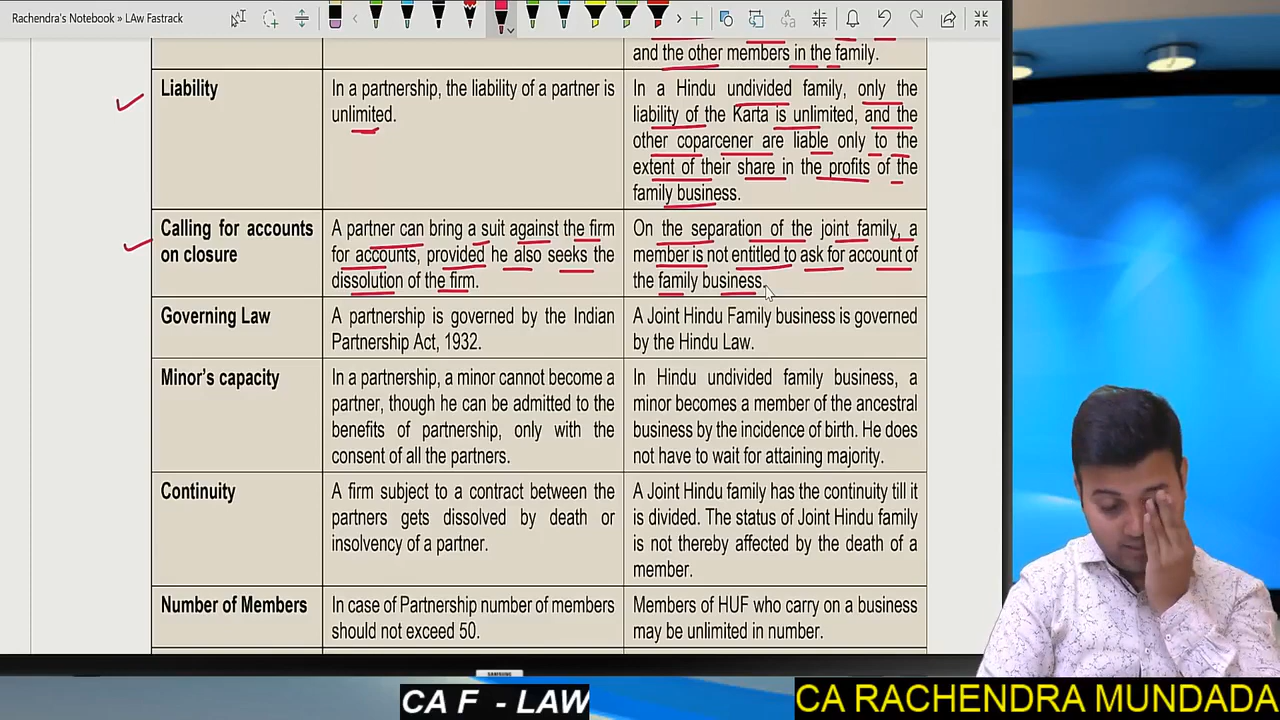 Rachendra's Notebook » LAw Fastrack
and the other members in the family.
Liability
In a partnership, the liability of a partner is
unlimited.
In a Hindu undivided family, only the
liability of the Karta is unlimited, and the
other coparcener are liable only to the
extent of their share in the profits of the
family business.
Calling for accounts
on closure
A partner can bring a suit against the firm
for accounts, provided he also seeks the
dissolution of the firm.
On the separation of the joint family, a
member is not entitled to ask for account of
the family business.
Governing Law
A partnership is governed by the Indian
Partnership Act, 1932.
A Joint Hindu Family business is governed
by the Hindu Law.
Minor's capacity
In a partnership, a minor cannot become a
partner, though he can be admitted to the
benefits of partnership, only with the
consent of all the partners.
In Hindu undivided family business, a
minor becomes a member of the ancestral
business by the incidence of birth. He does
not have to wait for attaining majority.
Continuity
A firm subject to a contract between the
partners gets dissolved by death or
insolvency of a partner.
A Joint Hindu family has the continuity till it
is divided. The status of Joint Hindu family
is not thereby affected by the death of a
member.
Number of Members
In case of Partnership number of members
should not exceed 50.
Members of HUF who carry on a business
may be unlimited in number.
SAMSUNG
CA F - LAW
CA RACHENDRA MUNDADA